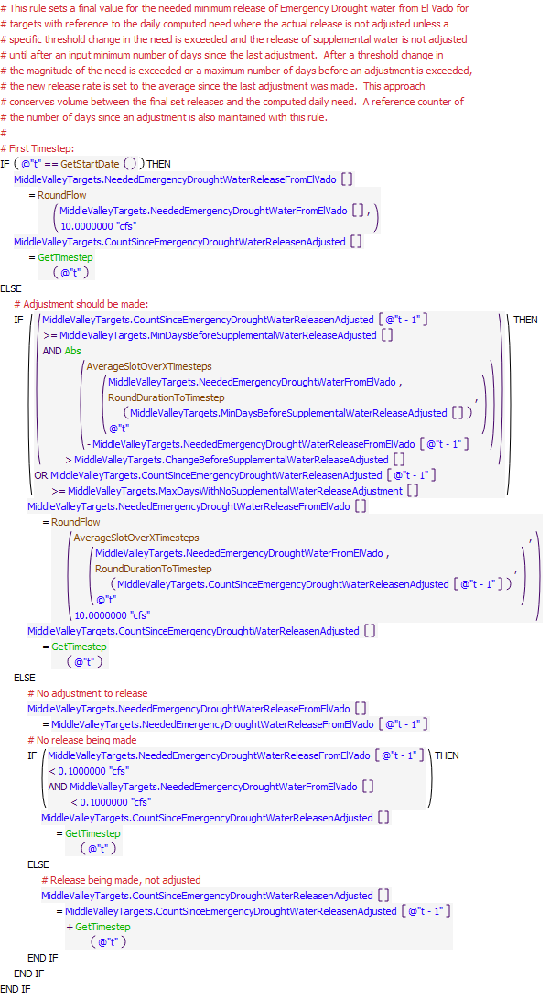 # This rule sets a final value for the needed minimum release of Emergency Drought water from El Vado for
# targets with reference to the daily computed need where the actual release is not adjusted unless a
# specific threshold change in the need is exceeded and the release of supplemental water is not adjusted
# until after an input minimum number of days since the last adjustment.  After a threshold change in
# the magnitude of the need is exceeded or a maximum number of days before an adjustment is exceeded,
# the new release rate is set to the average since the last adjustment was made.  This approach
# conserves volume between the final set releases and the computed daily need.  A reference counter of
# the number of days since an adjustment is also maintained with this rule.
#
# First Timestep:
IF ( @"t" == GetStartDate ( ) ) THEN
MiddleValleyTargets.NeededEmergencyDroughtWaterReleaseFromElVado [ ]
= RoundFlow
( MiddleValleyTargets.NeededEmergencyDroughtWaterFromElVado [ ] ,
10.0000000 "cfs" )
MiddleValleyTargets.CountSinceEmergencyDroughtWaterReleasenAdjusted [ ]
= GetTimestep
( @"t" )
ELSE
# Adjustment should be made:
IF ( ( MiddleValleyTargets.CountSinceEmergencyDroughtWaterReleasenAdjusted [ @"t - 1" ] ) THEN
>= MiddleValleyTargets.MinDaysBeforeSupplementalWaterReleaseAdjusted [ ]
AND Abs
( AverageSlotOverXTimesteps
( MiddleValleyTargets.NeededEmergencyDroughtWaterFromElVado ,
RoundDurationToTimestep ,
( MiddleValleyTargets.MinDaysBeforeSupplementalWaterReleaseAdjusted [ ] )
@"t" )
- MiddleValleyTargets.NeededEmergencyDroughtWaterReleaseFromElVado [ @"t - 1" ] )
> MiddleValleyTargets.ChangeBeforeSupplementalWaterReleaseAdjusted [ ] )
OR MiddleValleyTargets.CountSinceEmergencyDroughtWaterReleasenAdjusted [ @"t - 1" ]
>= MiddleValleyTargets.MaxDaysWithNoSupplementalWaterReleaseAdjustment [ ]
MiddleValleyTargets.NeededEmergencyDroughtWaterReleaseFromElVado [ ]
= RoundFlow
( AverageSlotOverXTimesteps ,
( MiddleValleyTargets.NeededEmergencyDroughtWaterFromElVado ,
RoundDurationToTimestep ,
( MiddleValleyTargets.CountSinceEmergencyDroughtWaterReleasenAdjusted [ @"t - 1" ] )
@"t" )
10.0000000 "cfs" )
MiddleValleyTargets.CountSinceEmergencyDroughtWaterReleasenAdjusted [ ]
= GetTimestep
( @"t" )
ELSE
# No adjustment to release
MiddleValleyTargets.NeededEmergencyDroughtWaterReleaseFromElVado [ ]
= MiddleValleyTargets.NeededEmergencyDroughtWaterReleaseFromElVado [ @"t - 1" ]
# No release being made
IF ( MiddleValleyTargets.NeededEmergencyDroughtWaterReleaseFromElVado [ @"t - 1" ] ) THEN
< 0.1000000 "cfs"
AND MiddleValleyTargets.NeededEmergencyDroughtWaterFromElVado [ ]
< 0.1000000 "cfs"
MiddleValleyTargets.CountSinceEmergencyDroughtWaterReleasenAdjusted [ ]
= GetTimestep
( @"t" )
ELSE
# Release being made, not adjusted
MiddleValleyTargets.CountSinceEmergencyDroughtWaterReleasenAdjusted [ ]
= MiddleValleyTargets.CountSinceEmergencyDroughtWaterReleasenAdjusted [ @"t - 1" ]
+ GetTimestep
( @"t" )
END IF
END IF
END IF